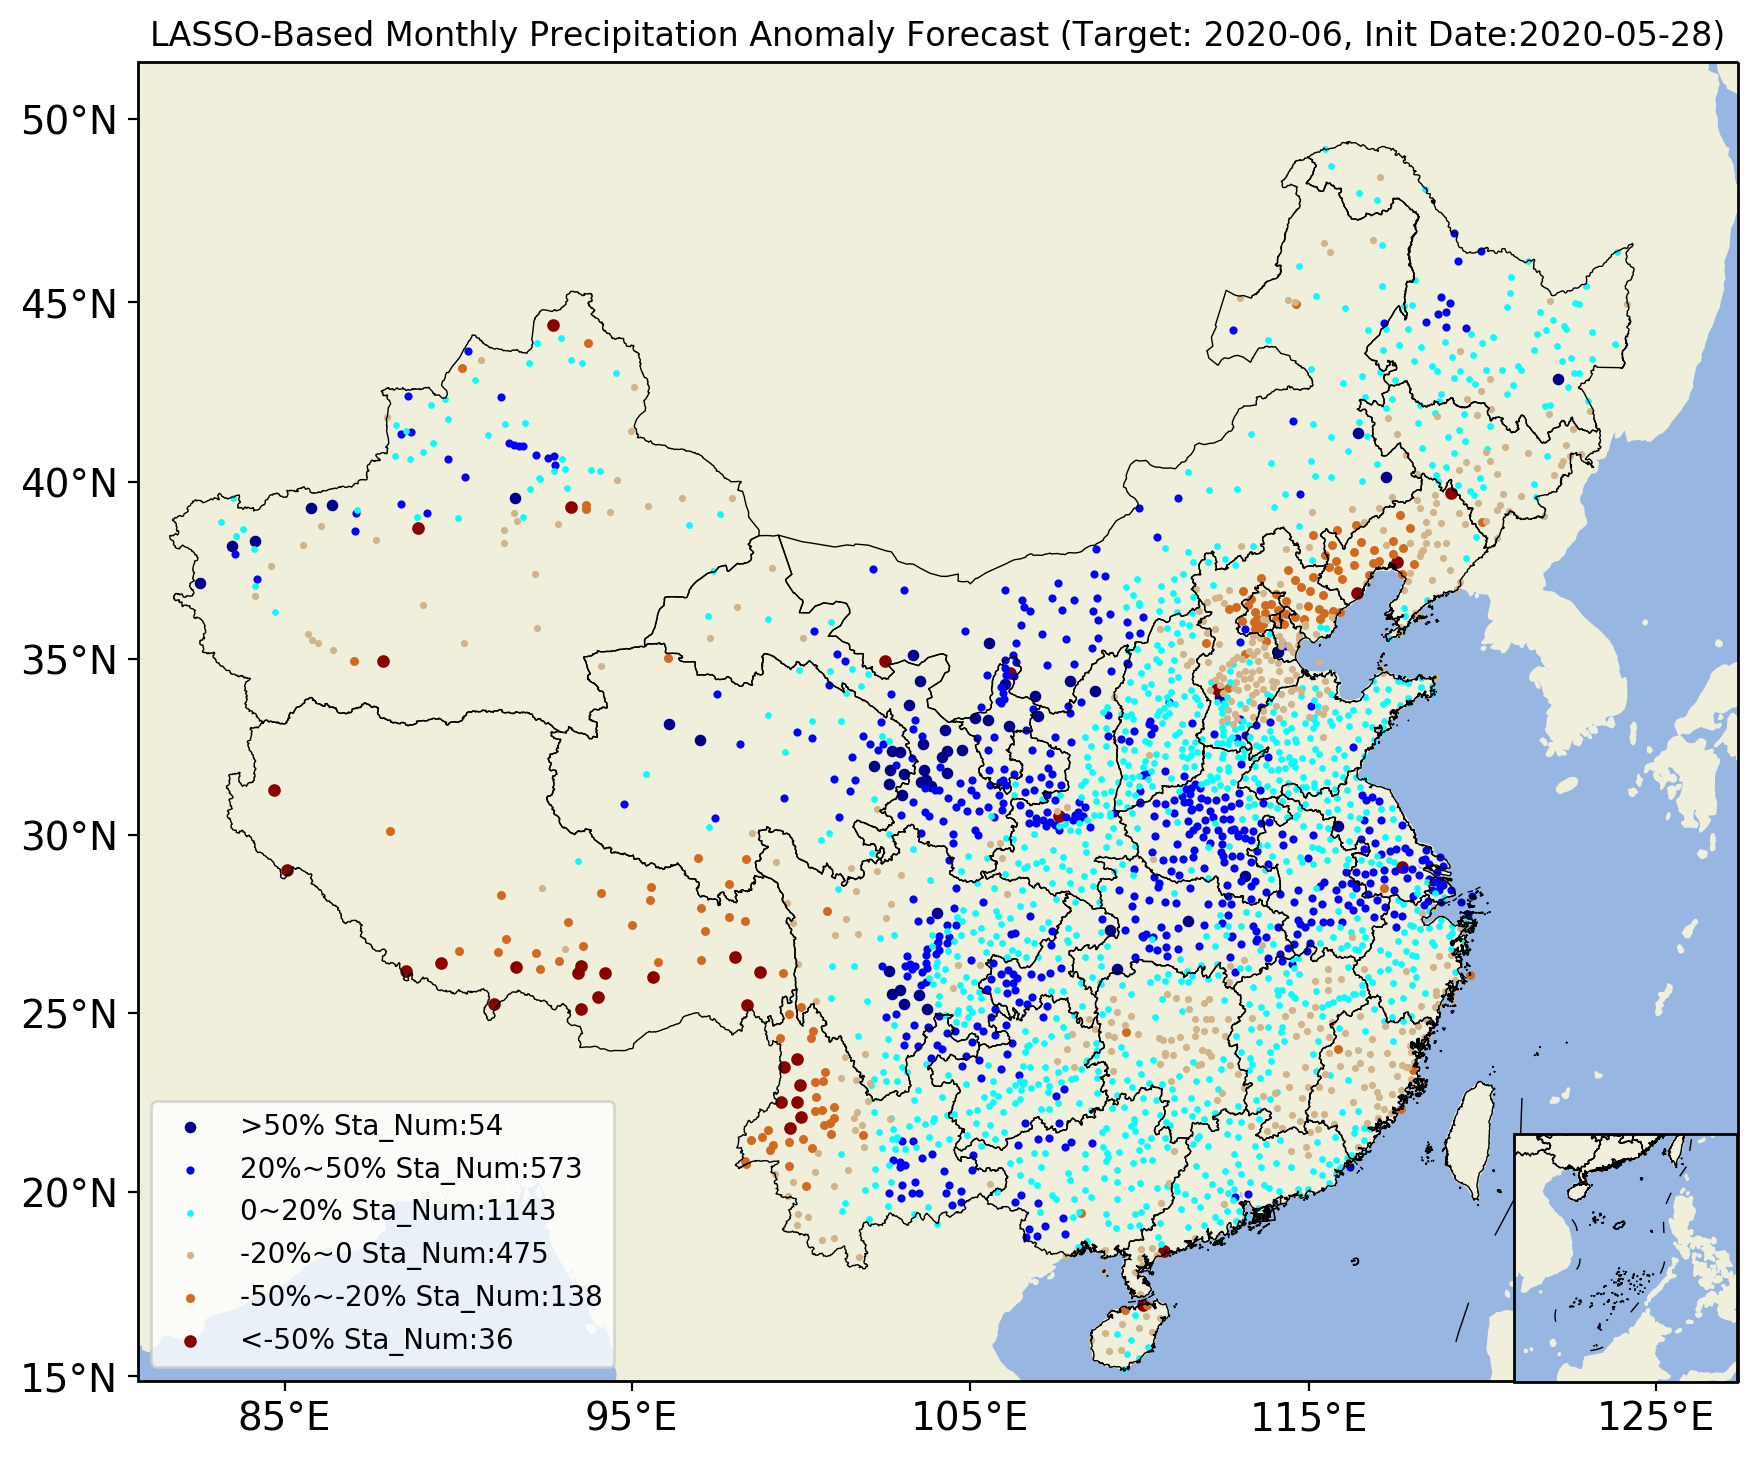 LASSO-Based Monthly Precipitation Anomaly Forecast (Target: 2020-06, Init Date:2020-05-28)
50°N
45°N
40°N
35°N
30°N
25°N
20°N
15°N
>50% Sta_Num:54
20%~50% Sta_Num:573
0~20% Sta_Num:1143
-20%~0 Sta_Num:475
-50%~-20% Sta_Num:138
<-50% Sta_Num:36
85°E
95°E
105°E
115°E
125°E